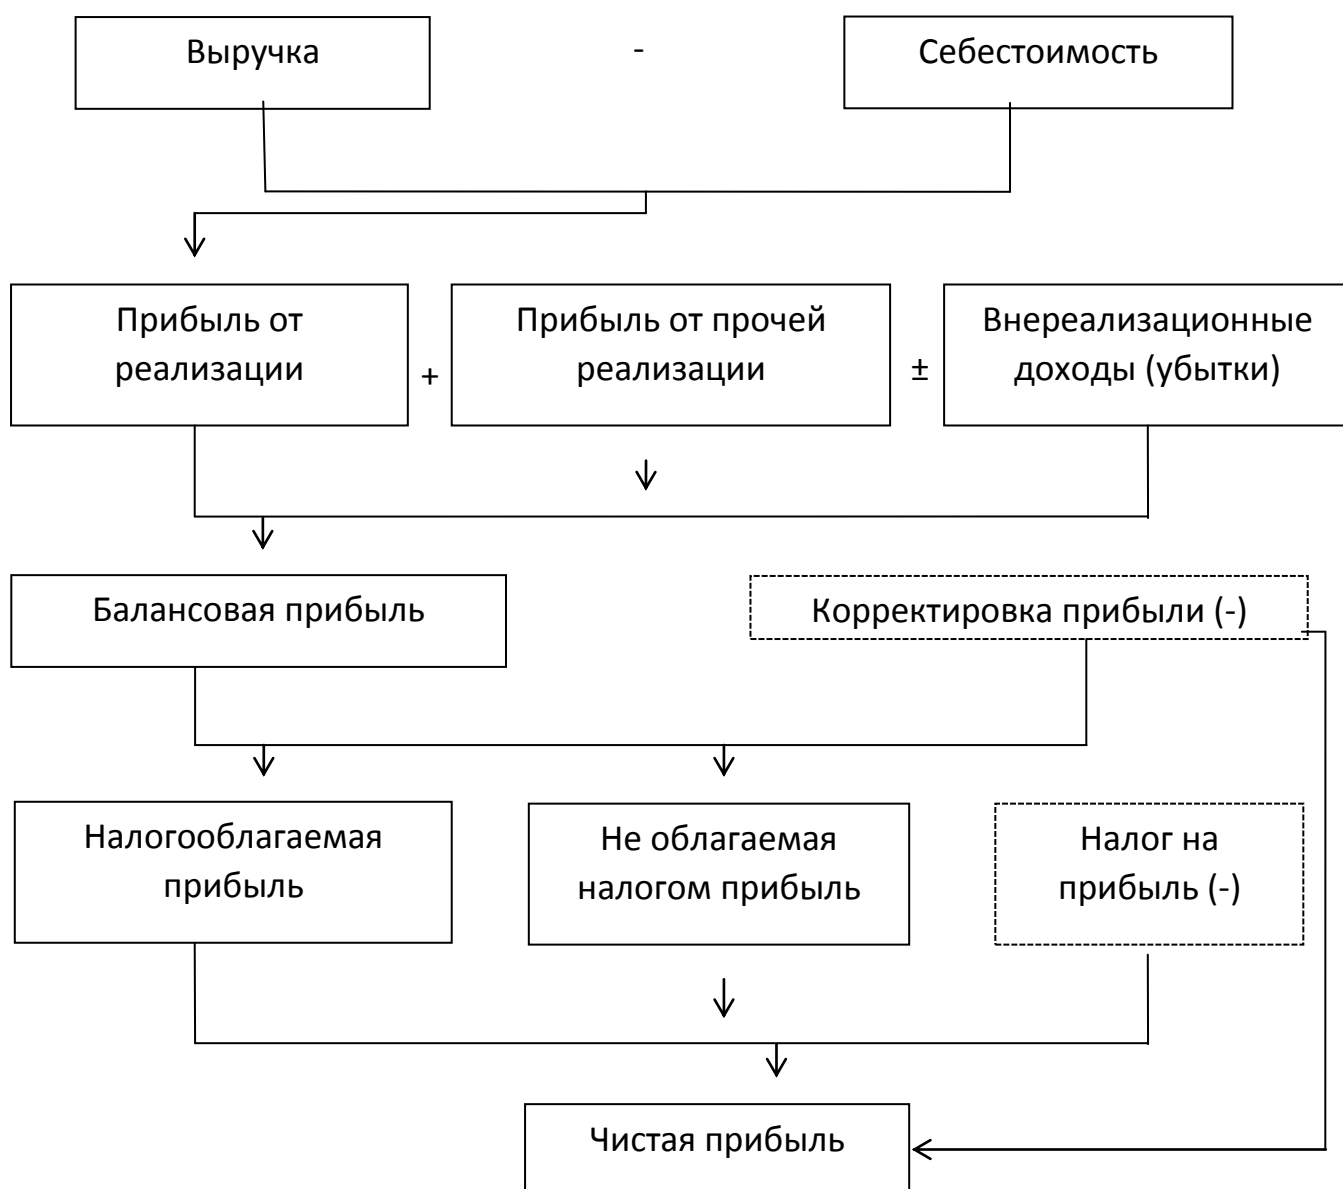 Выручка
-
Себестоимость
Прибыль от
реализации
+
Прибыль от прочей
реализации
±
Внереализационные
доходы (убытки)
Балансовая прибыль
Корректировка прибыли (-)
Налогооблагаемая
прибыль
Не облагаемая
налогом прибыль
Налог на
прибыль (-)
Чистая прибыль